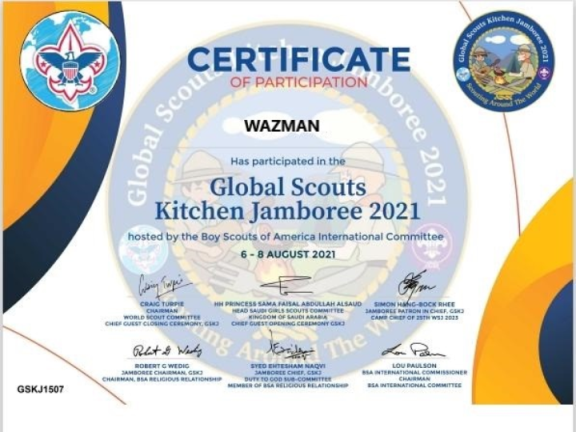 Global Scouts Kitchen Jamboree 2021
Scouting Around The World
CERTIFICATE
OF PARTICIPATION
WAZMAN
Has participated in the
Global Scouts
Kitchen Jamboree 2021
hosted by the Boy Scouts of America International Committee
6 - 8 AUGUST 2021
CRAIG TURPIE
CHAIRMAN
WORLD SCOUT COMMITTEE
CHIEF GUEST CLOSING CEREMONY, GSKJ
HH PRINCESS SAMA FAISAL ABDULLAH ALSAUD
HEAD SAUDI GIRLS SCOUTS COMMITTEE
KINGDOM OF SAUDI ARABIA
CHIEF GUEST OPENING CEREMONY GSKJ
SIMON HANG-BOCK RHEE
JAMBOREE PATRON IN CHIEF, GSKJ
CAMP CHIEF OF 25TH WSJ 2023
ROBERT G WEDIG
JAMBOREE CHAIRMAN, GSKJ
CHAIRMAN, BSA RELIGIOUS RELATIONSHIP
SYED EHTESHAM NAQVI
JAMBOREE CHIEF, GSKJ
DUTY TO GOD SUB-COMMITTEE
MEMBER OF BSA RELIGIOUS RELATIONSHIP
LOU PAULSON
BSA INTERNATIONAL COMMISSIONER
CHAIRMAN
BSA INTERNATIONAL COMMITTEE
GSKJ1507